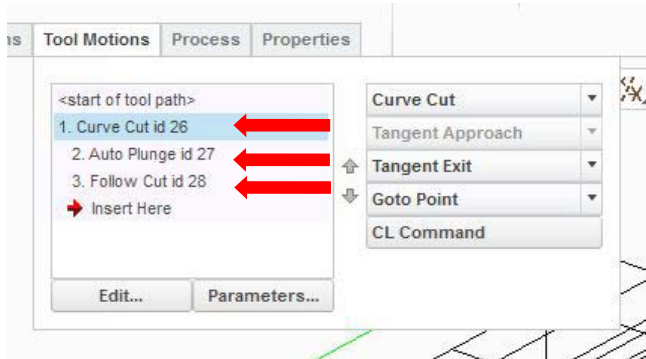 ns Tool Motions Process Properties
<start of tool path>
1. Curve Cut id 26
2. Auto Plunge id 27
3. Follow Cut id 28
Insert Here
Edit... Parameters...
Curve Cut
Tangent Approach
Tangent Exit
Goto Point
CL Command